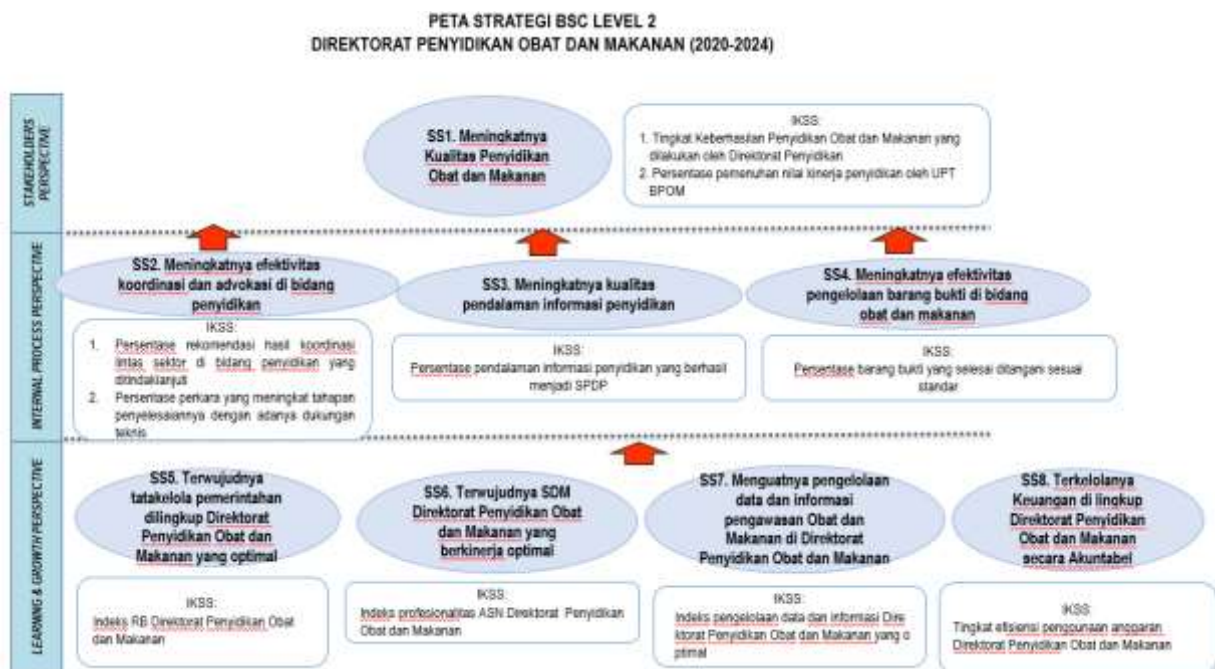 PETA STRATEGI BSC LEVEL 2
DIREKTORAT PENYIDIKAN OBAT DAN MAKANAN (2020-2024)
STAKEHOLDERS
PERSPECTIVE
SS1. Meningkatnya
Kualitas Penyidikan
Obat dan Makanan
IKSS:
1. Tingkat Keberhasilan Penyidikan Obat dan Makanan yang
dilakukan oleh Direktorat Penyidikan
2. Persentase pemenuhan nilai kinerja penyidikan oleh UPT
BPOM
INTERNAL PROCESS PERSPECTIVE
SS2. Meningkatnya efektivitas
koordinasi dan advokasi di bidang
penyidikan
IKSS:
1. Persentase rekomendasi hasil koordinasi
lintas sektor di bidang penyidikan yang
ditindaklanjuti
2. Persentase perkara yang meningkat tahapan
penyelesaiannya dengan adanya dukungan
teknis
SS3. Meningkatnya kualitas
pendalaman informasi penyidikan
IKSS:
Persentase pendalaman informasi penyidikan yang berhasil
menjadi SPDP
SS4. Meningkatnya efektivitas
pengelolaan barang bukti di bidang
obat dan makanan
IKSS:
Persentase barang bukti yang selesai ditangani sesuai
standar
LEARNING & GROWTH PERSPECTIVE
SS5. Terwujudnya
tatakelola pemerintahan
dilingkup Direktorat
Penyidikan Obat dan
Makanan yang optimal
IKSS:
Indeks RB Direktorat Penyidikan Obat
dan Makanan
SS6. Terwujudnya SDM
Direktorat Penyidikan Obat
dan Makanan yang
berkinerja optimal
IKSS:
Indeks profesionalitas ASN Direktorat Penyidikan
Obat dan Makanan
SS7. Menguatnya pengelolaan
data dan informasi
pengawasan Obat dan
Makanan di Direktorat
Penyidikan Obat dan Makanan
IKSS:
Indeks pengelolaan data dan informasi Dire
ktorat Penyidikan Obat dan Makanan yang o
ptimal
SS8. Terkelolanya
Keuangan di lingkup
Direktorat Penyidikan
Obat dan Makanan
secara Akuntabel
IKSS
Tingkat efisiensi penggunaan anggaran
Direktorat Penyidikan Obat dan Makanan